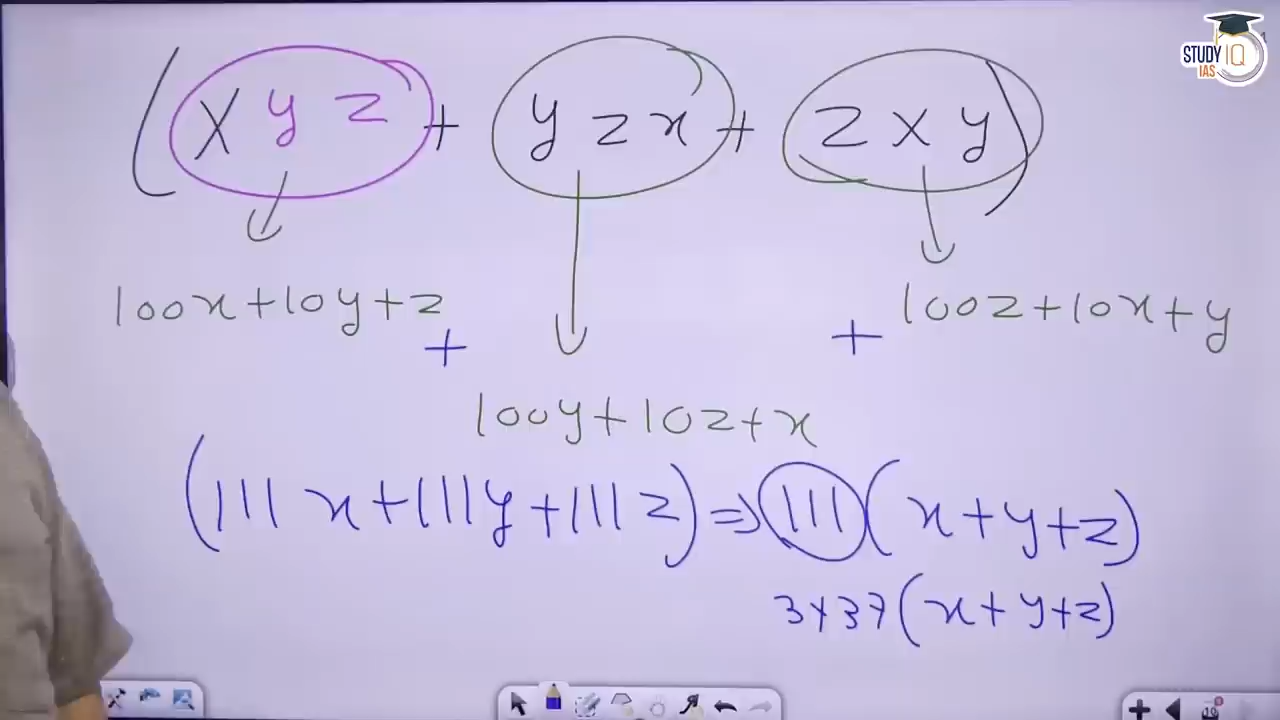 STUDY IQ
IAS
(xyz + yzx + zxy)
100x+10y+z + 100z+10x+y
+ 100y+10z+x
(111x+111y+111z) ⇒ 111(x+y+z)
3×37(x+y+z)